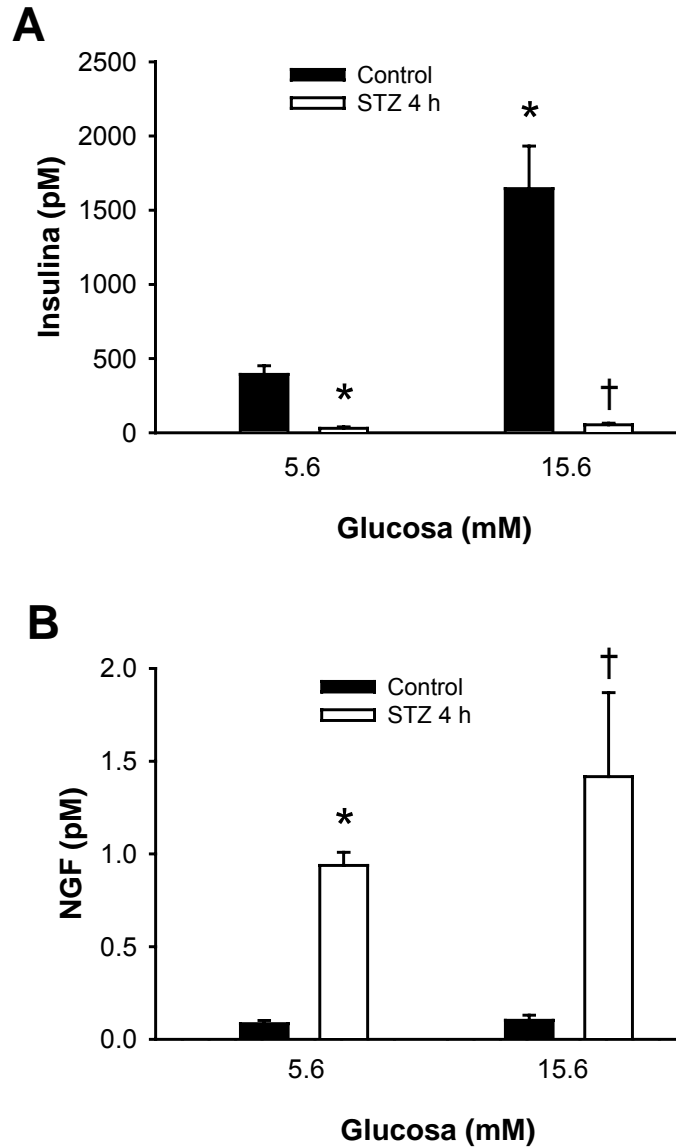 A
2500
2000
1500
1000
500
0
Insulina (pM)
Control
STZ 4 h
*
*
†
5.6
15.6
Glucosa (mM)
B
2.0
1.5
1.0
0.5
0.0
NGF (pM)
Control
STZ 4 h
*
†
5.6
15.6
Glucosa (mM)